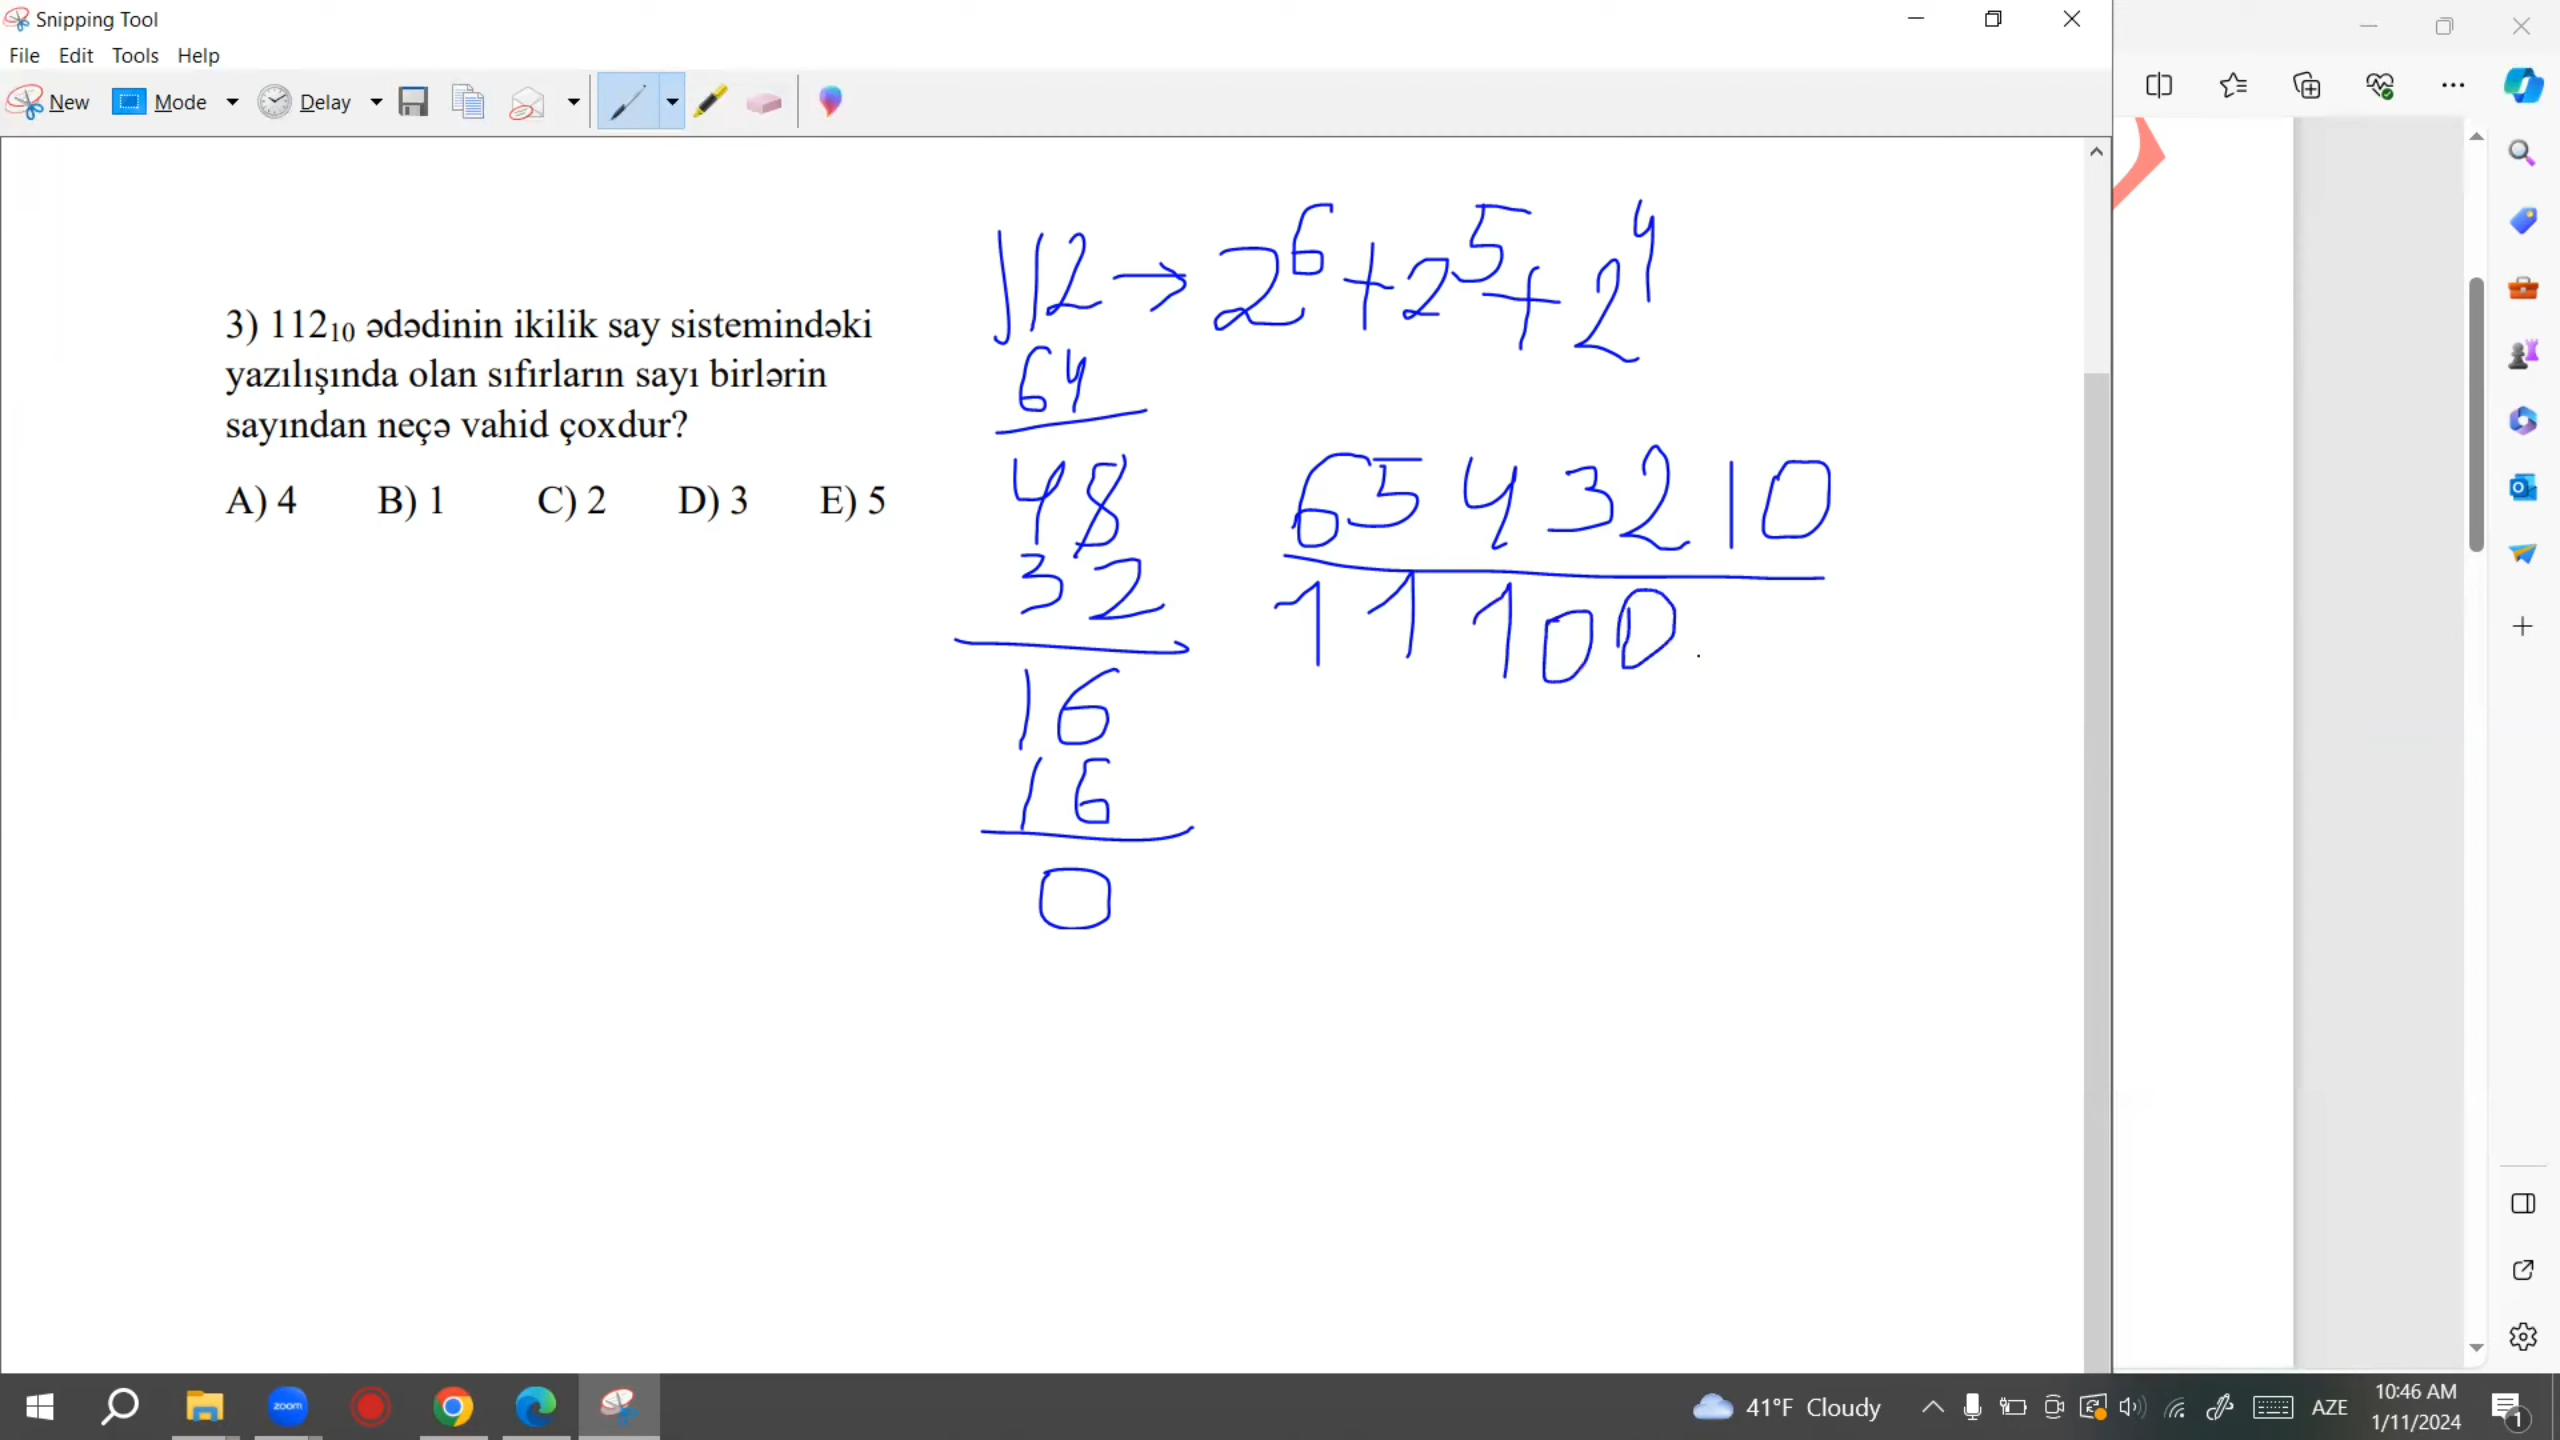 Snipping Tool
File Edit Tools Help
New Mode Delay
3) 112₁₀ ədədinin ikilik say sistemindəki
yazılışında olan sıfırların sayı birlərin
sayından neçə vahid çoxdur?
A) 4 B) 1 C) 2 D) 3 E) 5
112 → 2⁶ + 2⁵ + 2⁴
64
48
32
16
16
0
6 5 4 3 2 1 0
1 1 1 0 0
zoom
41°F Cloudy
AZE
10:46 AM
1/11/2024
1